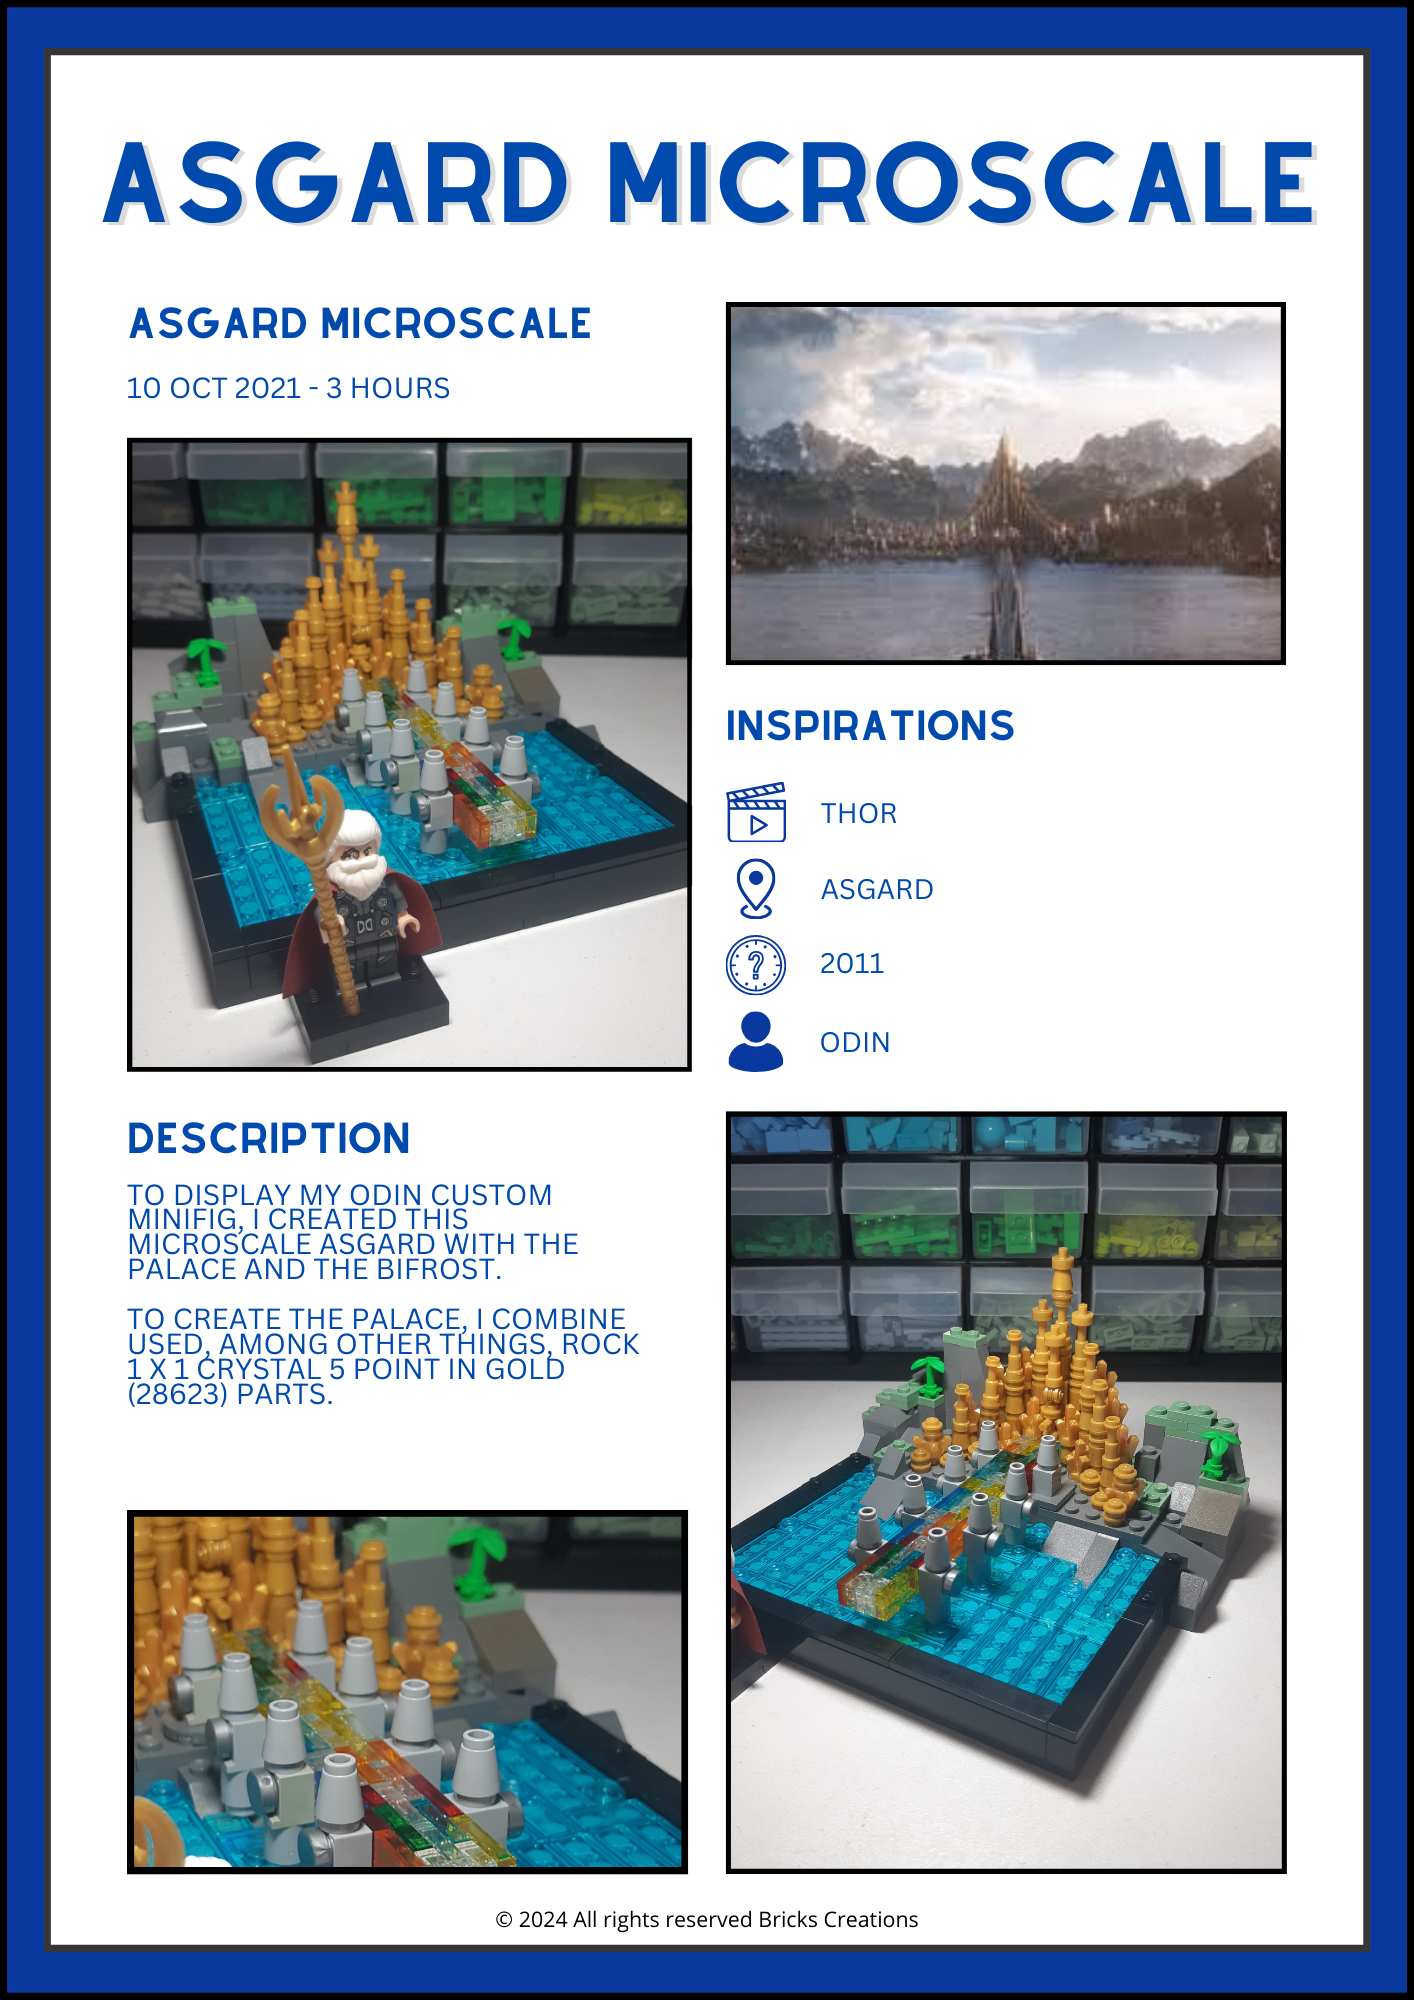 ASGARD MICROSCALE
ASGARD MICROSCALE
10 OCT 2021 - 3 HOURS
INSPIRATIONS
THOR
ASGARD
2011
ODIN
DESCRIPTION
TO DISPLAY MY ODIN CUSTOM
MINIFIG, I CREATED THIS
MICROSCALE ASGARD WITH THE
PALACE AND THE BIFROST.
TO CREATE THE PALACE, I COMBINE
USED, AMONG OTHER THINGS, ROCK
1 X 1 CRYSTAL 5 POINT IN GOLD
(28623) PARTS.
© 2024 All rights reserved Bricks Creations